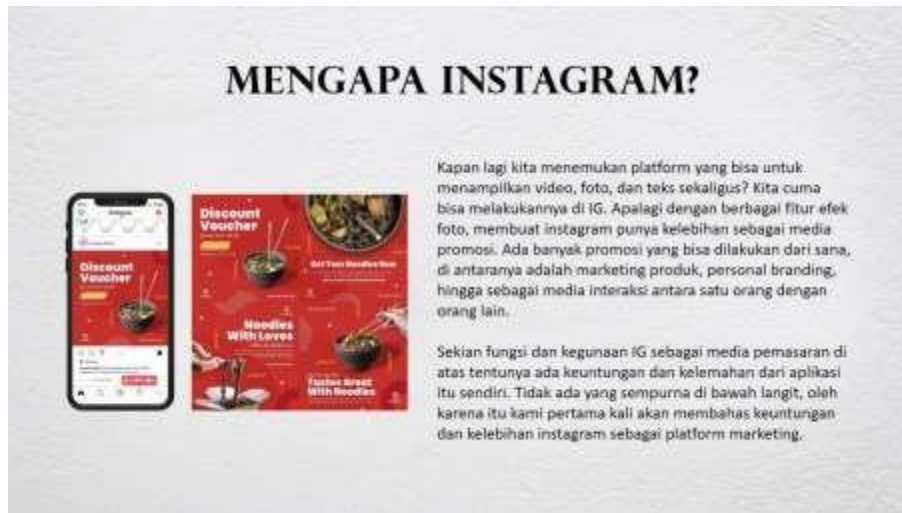 MENGAPA INSTAGRAM?
Kapan lagi kita menemukan platform yang bisa untuk
menampilkan video, foto, dan teks sekaligus? Kita cuma
bisa melakukannya di IG. Apalagi dengan berbagai fitur efek
foto, membuat instagram punya kelebihan sebagai media
promosi. Ada banyak promosi yang bisa dilakukan dari sana,
di antaranya adalah marketing produk, personal branding,
hingga sebagai media interaksi antara satu orang dengan
orang lain.
Sekian fungsi dan kegunaan IG sebagai media pemasaran di
atas tentunya ada keuntungan dan kelemahan dari aplikasi
itu sendiri. Tidak ada yang sempurna di bawah langit, oleh
karena itu kami pertama kali akan membahas keuntungan
dan kelebihan instagram sebagai platform marketing.
Discount
Voucher
Discount
Voucher
Get Your Noodles Now
Noodles
With Loves
Tastes Great
With Noodles